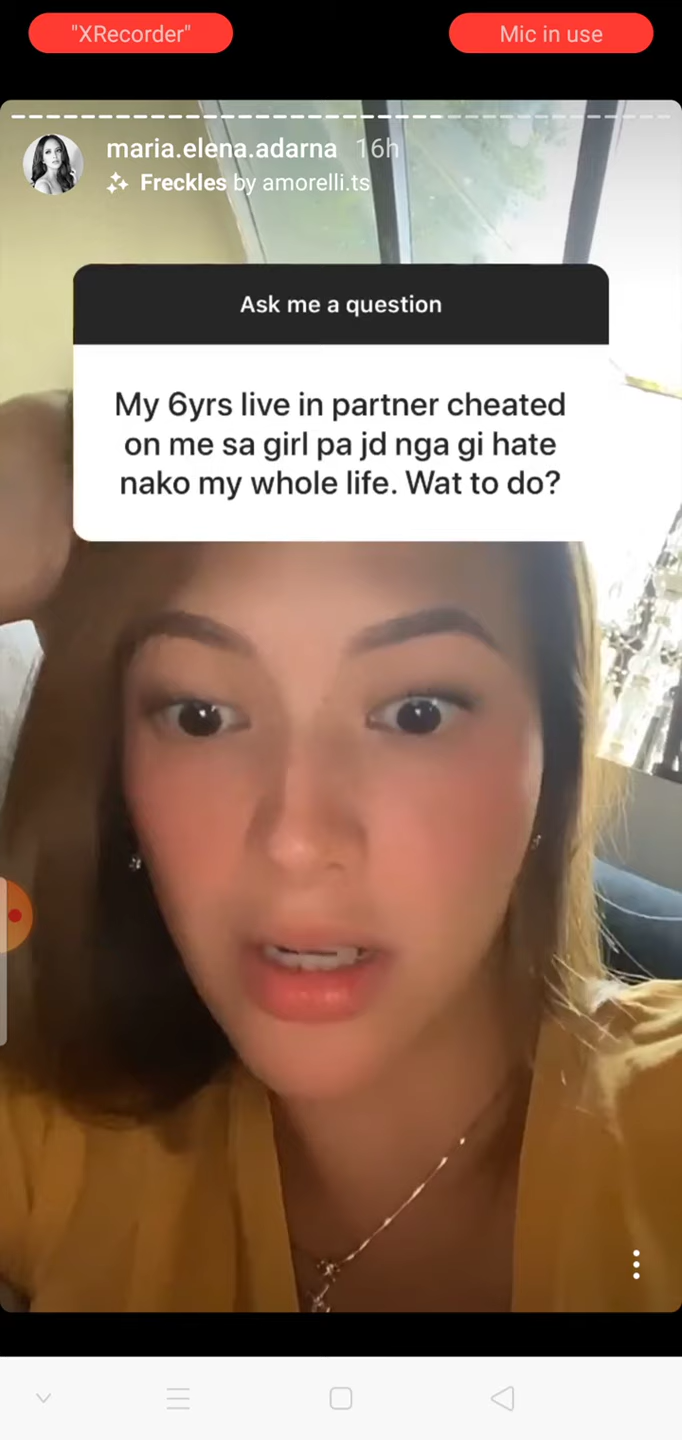 "XRecorder"
Mic in use
maria.elena.adarna 16h
Freckles by amorelli.ts
Ask me a question
My 6yrs live in partner cheated
on me sa girl pa jd nga gi hate
nako my whole life. Wat to do?